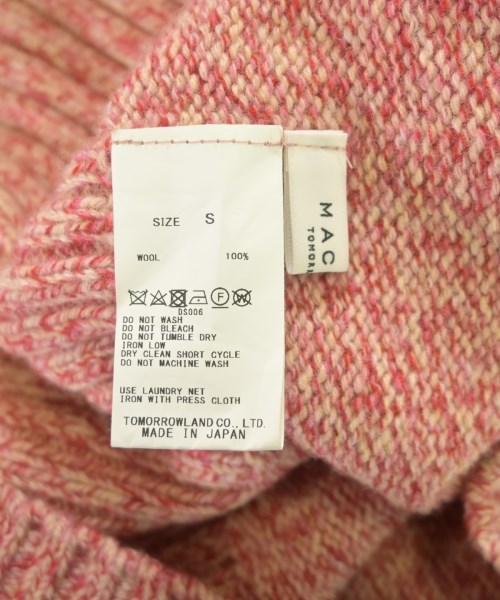 SIZE S
WOOL 100%
DS006
DO NOT WASH
DO NOT BLEACH
DO NOT TUMBLE DRY
IRON LOW
DRY CLEAN SHORT CYCLE
DO NOT MACHINE WASH
USE LAUNDRY NET
IRON WITH PRESS CLOTH
TOMORROWLAND CO., LTD.
MADE IN JAPAN
MAC
TOMOR